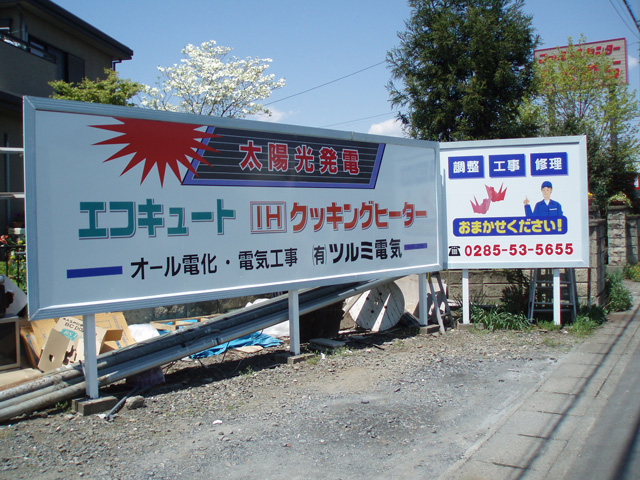 太陽光発電
エコキュート IHクッキングヒーター
オール電化・電気工事 (有)ツルミ電気
調整 工事 修理
おまかせください!
☎0285-53-5655